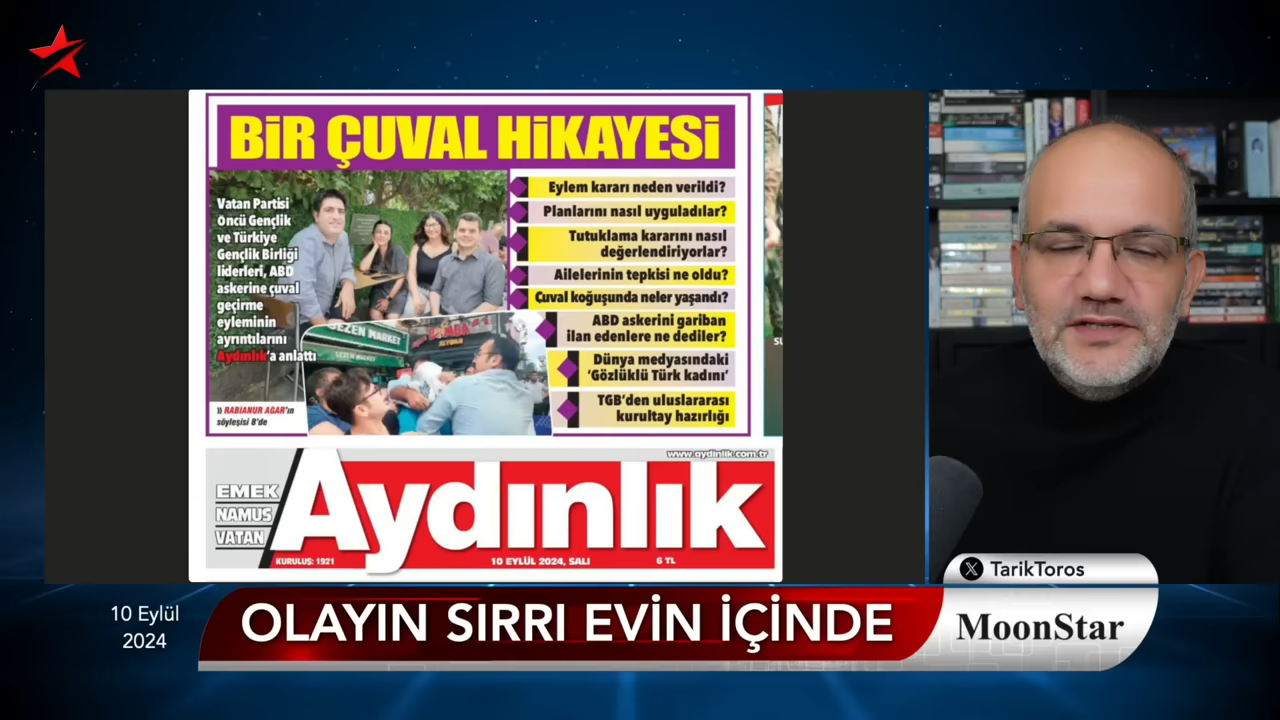 BİR ÇUVAL HİKAYESİ
Vatan Partisi
Öncü Gençlik
ve Türkiye
Gençlik Birliği
liderleri, ABD
askerine çuval
geçirme
eyleminin
ayrıntılarını
Aydınlık'a anlattı
» RABİANUR AGAR'ın
söyleşisi 8'de
Eylem kararı neden verildi?
Planlarını nasıl uyguladılar?
Tutuklama kararını nasıl
değerlendiriyorlar?
Ailelerinin tepkisi ne oldu?
Çuval koğuşunda neler yaşandı?
ABD askerini gariban
ilan edenlere ne dediler?
Dünya medyasındaki
'Gözlüklü Türk kadını'
TGB'den uluslararası
kurultay hazırlığı
SEZEN MARKET
SEZEN MARKET
www.aydinlik.com.tr
EMEK
NAMUS
VATAN
Aydınlık
KURULUŞ: 1921
10 EYLÜL 2024, SALI
6 TL
X TarikToros
10 Eylül
2024
OLAYIN SIRRI EVİN İÇİNDE
MoonStar